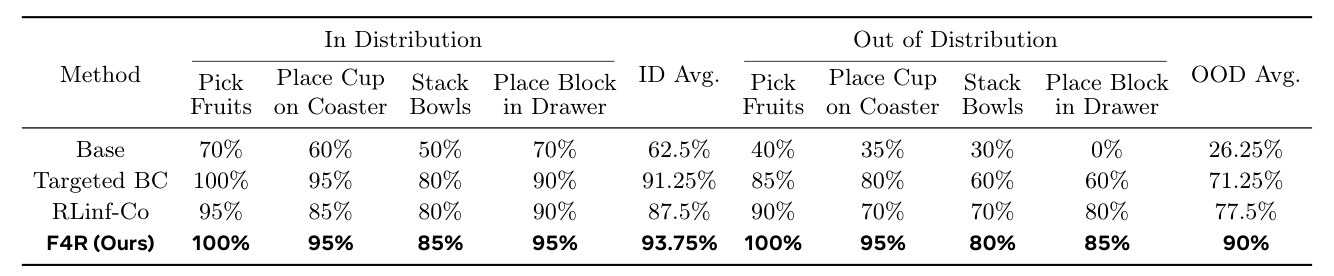 In Distribution Out of Distribution
Method Pick Fruits Place Cup on Coaster Stack Bowls Place Block in Drawer ID Avg. Pick Fruits Place Cup on Coaster Stack Bowls Place Block in Drawer OOD Avg.
Base 70% 60% 50% 70% 62.5% 40% 35% 30% 0% 26.25%
Targeted BC 100% 95% 80% 90% 91.25% 85% 80% 60% 60% 71.25%
RLinf-Co 95% 85% 80% 90% 87.5% 90% 70% 70% 80% 77.5%
F4R (Ours) 100% 95% 85% 95% 93.75% 100% 95% 80% 85% 90%